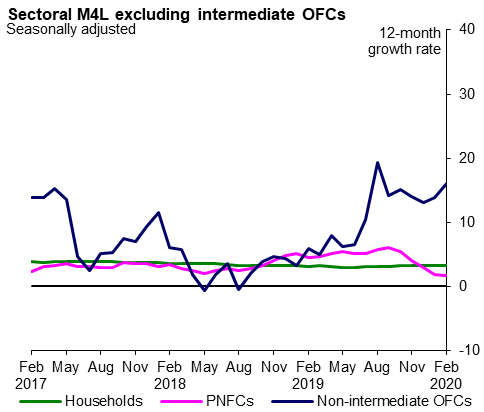 Sectoral M4L excluding intermediate OFCs
Seasonally adjusted
12-month
growth rate
40
30
20
10
0
-10
Feb May Aug Nov Feb May Aug Nov Feb May Aug Nov Feb
2017 2018 2019 2020
Households PNFCs Non-intermediate OFCs